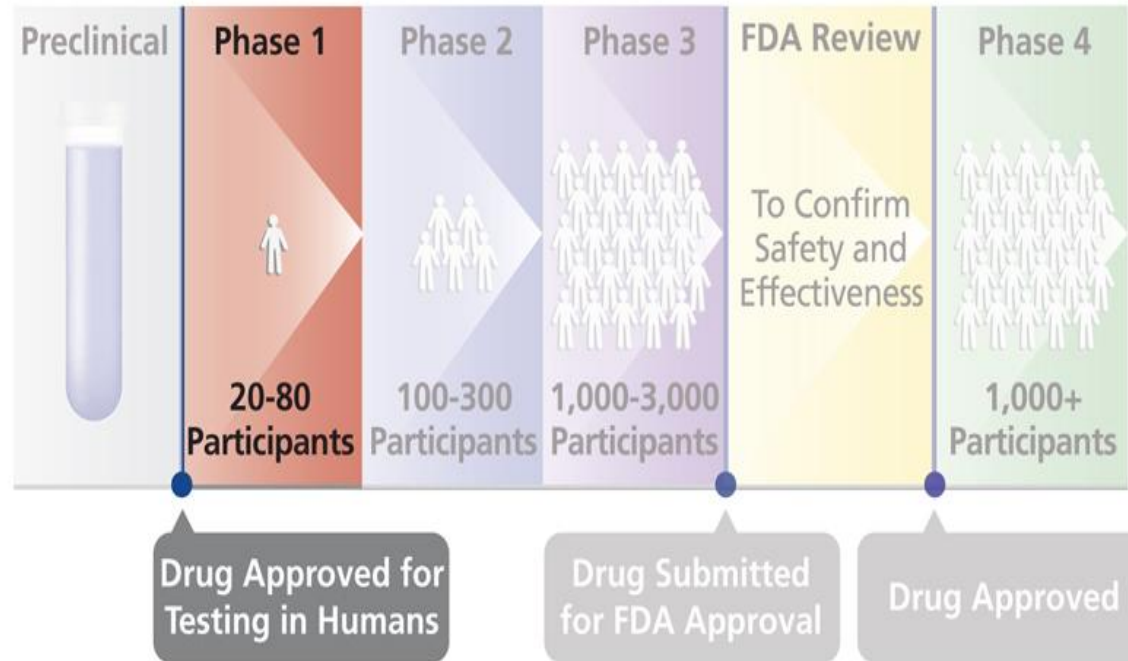 Preclinical
Phase 1
Phase 2
Phase 3
FDA Review
Phase 4
To Confirm
Safety and
Effectiveness
20-80
Participants
100-300
Participants
1,000-3,000
Participants
1,000+
Participants
Drug Approved for
Testing in Humans
Drug Submitted
for FDA Approval
Drug Approved